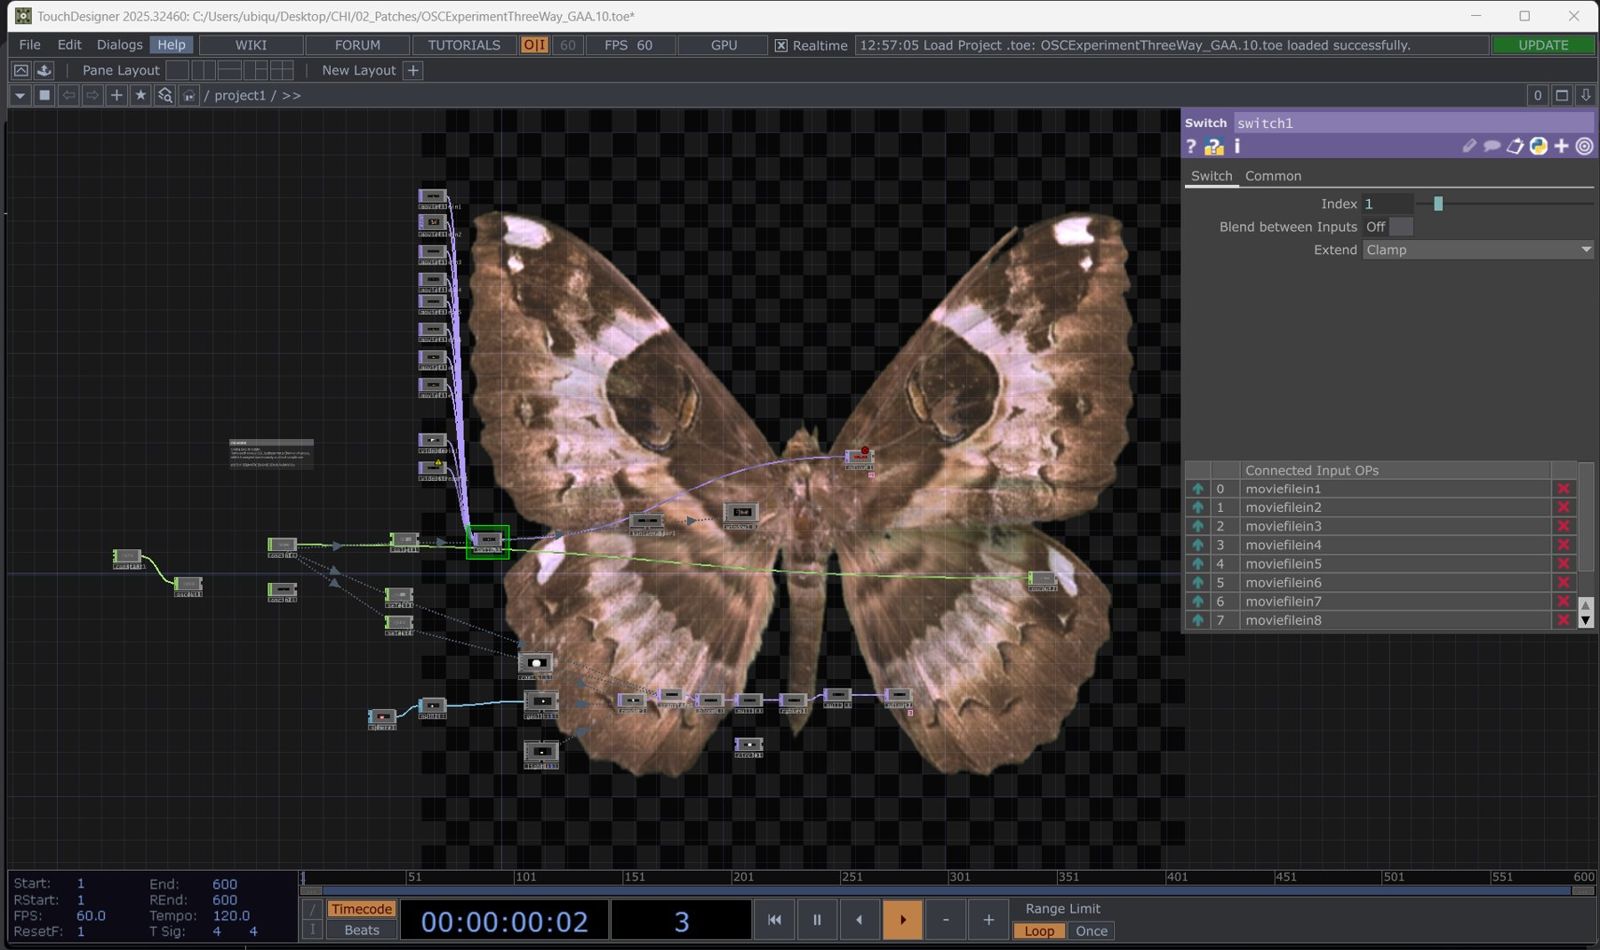 TouchDesigner 2025.32460: C:/Users/ubiqu/Desktop/CHI/02_Patches/OSCExperimentThreeWay_GAA.10.toe*
File Edit Dialogs Help WIKI FORUM TUTORIALS O|I 60 FPS 60 GPU Realtime 12:57:05 Load Project .toe: OSCExperimentThreeWay_GAA.10.toe loaded successfully. UPDATE
Pane Layout New Layout +
/ project1 / >> 0
Switch switch1
Switch Common
Index 1
Blend between Inputs Off
Extend Clamp
Connected Input OPs
0 moviefilein1
1 moviefilein2
2 moviefilein3
3 moviefilein4
4 moviefilein5
5 moviefilein6
6 moviefilein7
7 moviefilein8
1 51 101 151 201 251 301 351 401 451 501 551 600
Start: 1 End: 600
RStart: 1 REnd: 600
FPS: 60.0 Tempo: 120.0
ResetF: 1 T Sig: 4 4
Timecode
Beats
00:00:00:02
3
Range Limit
Loop Once